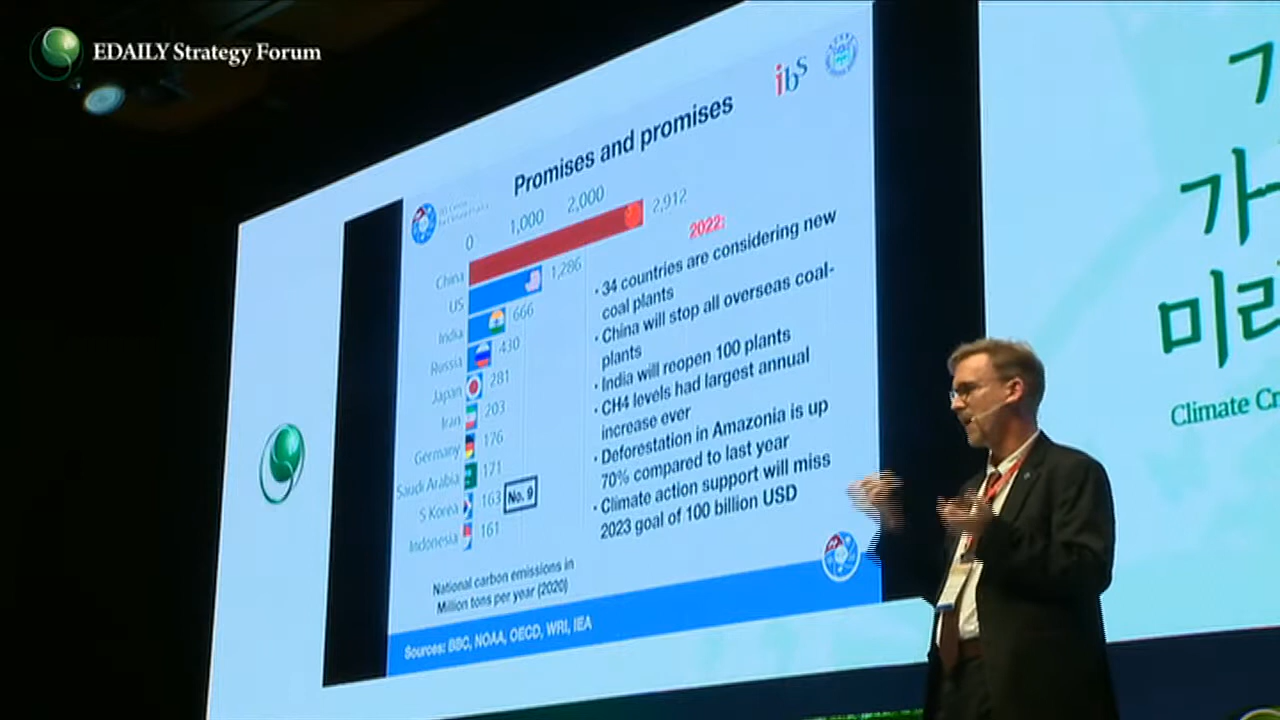 EDAILY Strategy Forum
ibs
Promises and promises
0
1,000
2,000
China
2,912
US
1,286
India
666
Russia
430
Japan
281
Iran
203
Germany
176
Saudi Arabia
171
S Korea
163
No. 9
Indonesia
161
2022:
• 34 countries are considering new
coal plants
• China will stop all overseas coal-
plants
• India will reopen 100 plants
• CH4 levels had largest annual
increase ever
• Deforestation in Amazonia is up
70% compared to last year
• Climate action support will miss
2023 goal of 100 billion USD
National carbon emissions in
Million tons per year (2020)
Sources: BBC, NOAA, OECD, WRI, IEA
미래
Climate